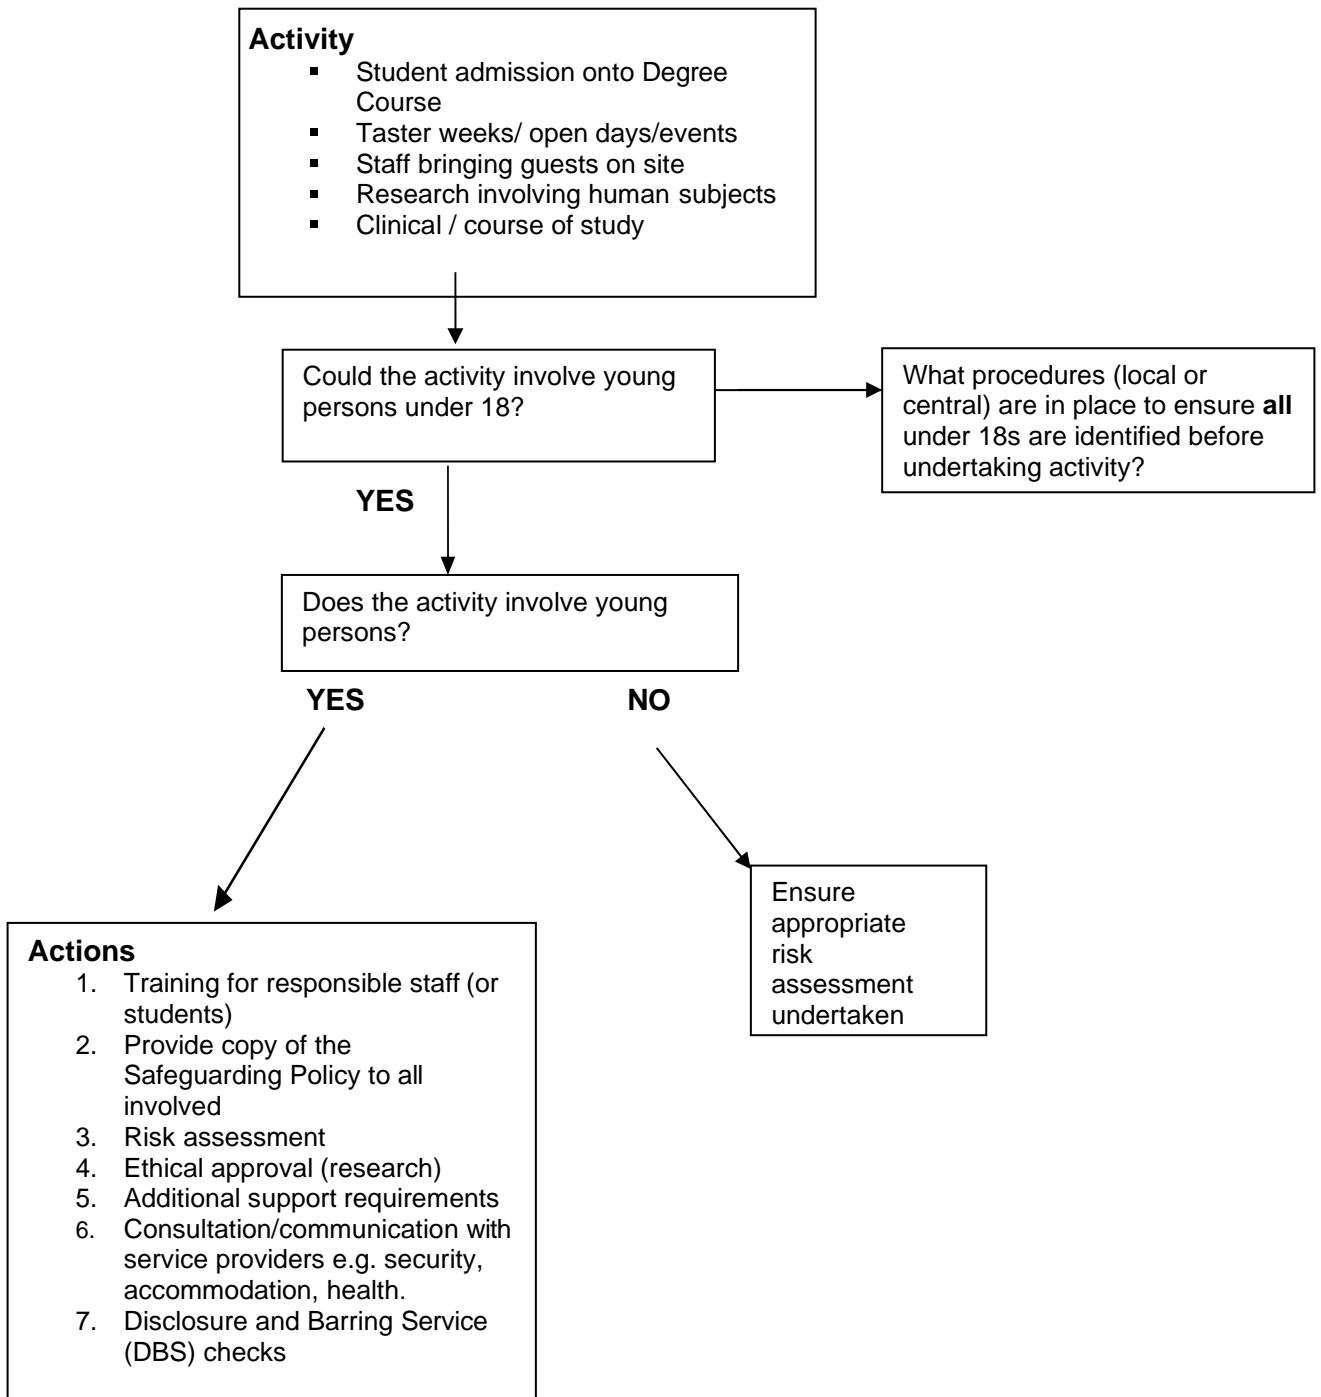 Activity
▪ Student admission onto Degree
Course
▪ Taster weeks/ open days/events
▪ Staff bringing guests on site
▪ Research involving human subjects
▪ Clinical / course of study
Could the activity involve young
persons under 18?
What procedures (local or
central) are in place to ensure all
under 18s are identified before
undertaking activity?
YES
Does the activity involve young
persons?
YES
NO
Ensure
appropriate
risk
assessment
undertaken
Actions
1. Training for responsible staff (or
students)
2. Provide copy of the
Safeguarding Policy to all
involved
3. Risk assessment
4. Ethical approval (research)
5. Additional support requirements
6. Consultation/communication with
service providers e.g. security,
accommodation, health.
7. Disclosure and Barring Service
(DBS) checks